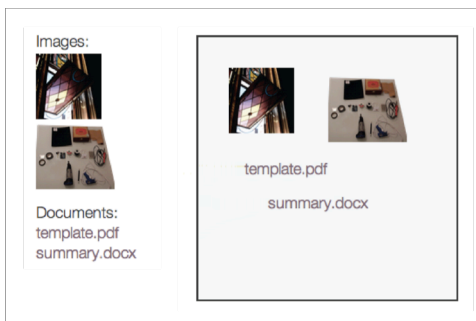 Images:
Documents:
template.pdf
summary.docx
template.pdf
summary.docx